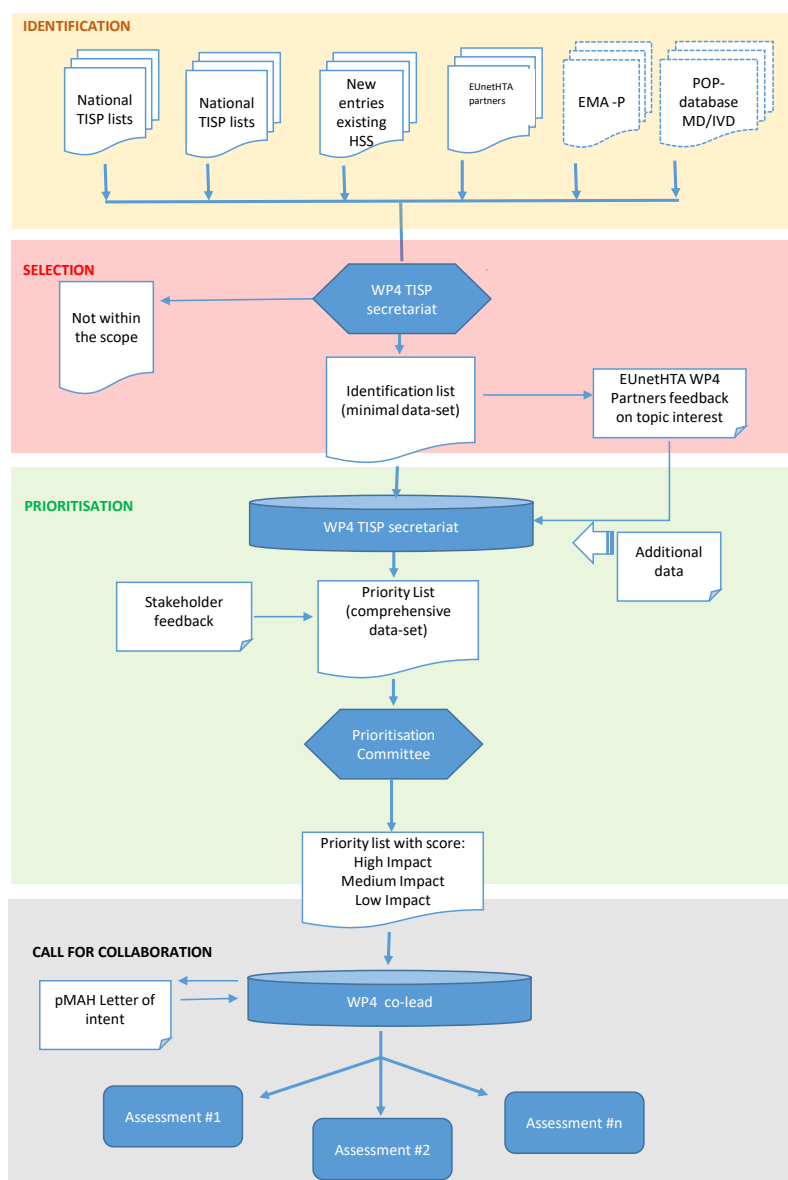 IDENTIFICATION
National
TISP lists
National
TISP lists
New
entries
existing
HSS
EUnetHTA
partners
EMA -P
POP-
database
MD/IVD
SELECTION
WP4 TISP
secretariat
Not within
the scope
Identification list
(minimal data-set)
EUnetHTA WP4
Partners feedback
on topic interest
PRIORITISATION
WP4 TISP secretariat
Additional
data
Stakeholder
feedback
Priority List
(comprehensive
data-set)
Prioritisation
Committee
Priority list with score:
High Impact
Medium Impact
Low Impact
CALL FOR COLLABORATION
pMAH Letter of
intent
WP4 co-lead
Assessment #1
Assessment #2
Assessment #n